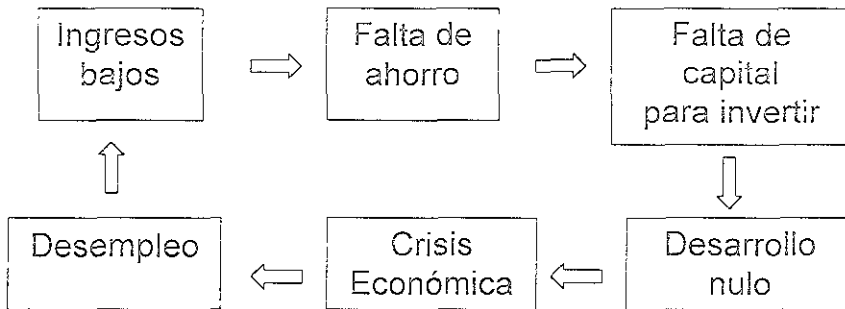 Ingresos
bajos
Falta de
ahorro
Falta de
capital
para invertir
Desempleo
Crisis
Económica
Desarrollo
nulo